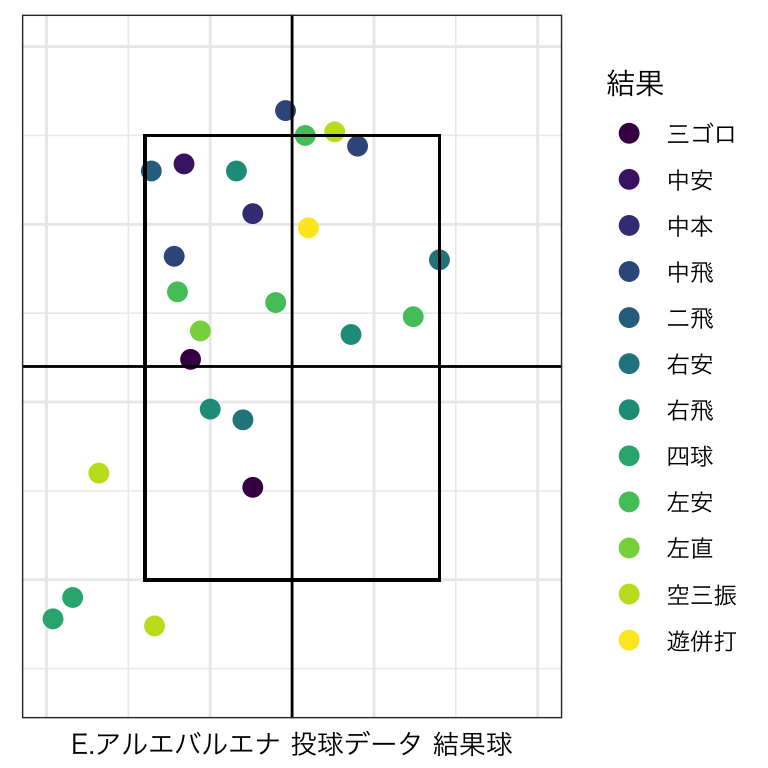 結果
三ゴロ
中安
中本
中飛
二飛
右安
右飛
四球
左安
左直
空三振
遊併打
E.アルエバルエナ 投球データ 結果球